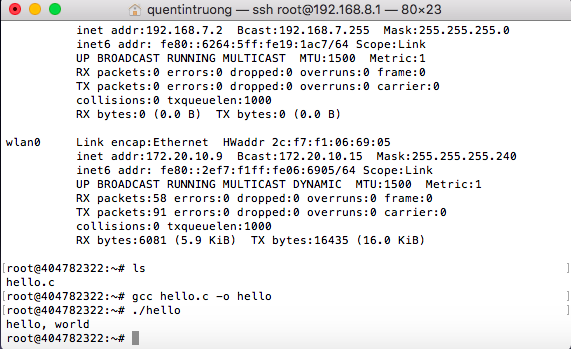 quentintruong — ssh root@192.168.8.1 — 80×23
inet addr:192.168.7.2  Bcast:192.168.7.255  Mask:255.255.255.0
inet6 addr: fe80::6264:5ff:fe19:1ac7/64 Scope:Link
UP BROADCAST RUNNING MULTICAST  MTU:1500  Metric:1
RX packets:0 errors:0 dropped:0 overruns:0 frame:0
TX packets:0 errors:0 dropped:0 overruns:0 carrier:0
collisions:0 txqueuelen:1000
RX bytes:0 (0.0 B)  TX bytes:0 (0.0 B)
wlan0     Link encap:Ethernet  HWaddr 2c:f7:f1:06:69:05
inet addr:172.20.10.9  Bcast:172.20.10.15  Mask:255.255.255.240
inet6 addr: fe80::2ef7:f1ff:fe06:6905/64 Scope:Link
UP BROADCAST RUNNING MULTICAST DYNAMIC  MTU:1500  Metric:1
RX packets:58 errors:0 dropped:0 overruns:0 frame:0
TX packets:91 errors:0 dropped:0 overruns:0 carrier:0
collisions:0 txqueuelen:1000
RX bytes:6081 (5.9 KiB)  TX bytes:16435 (16.0 KiB)
[root@404782322:~# ls ]
hello.c
[root@404782322:~# gcc hello.c -o hello ]
[root@404782322:~# ./hello ]
hello, world
root@404782322:~#